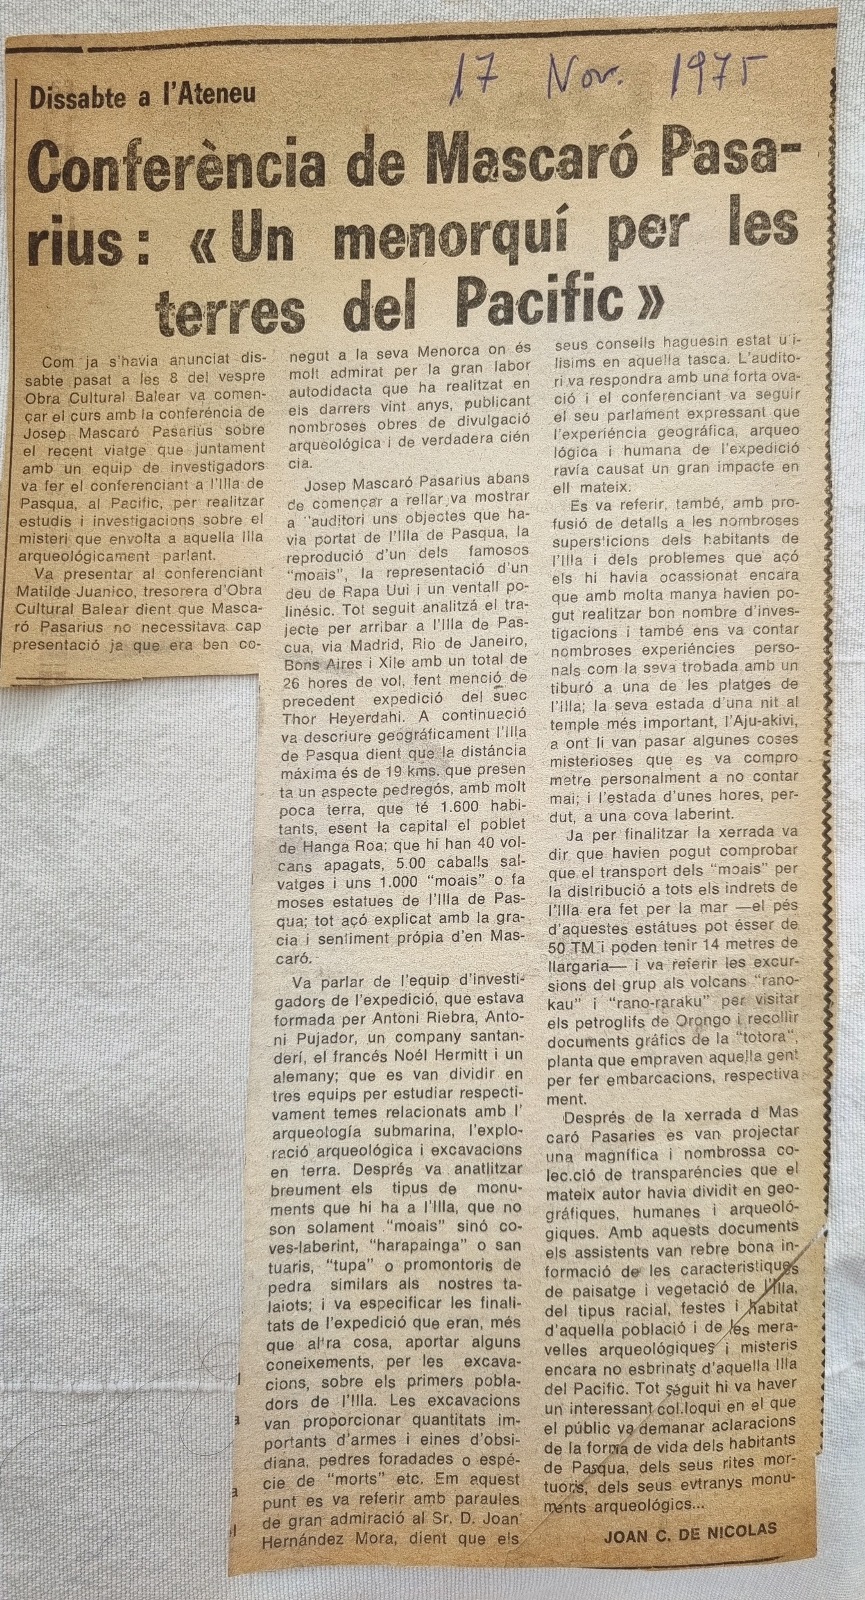 17 Nov. 1975
Dissabte a l'Ateneu
Conferència de Mascaró Pasa-
rius: «Un menorquí per les
terres del Pacific»
Com ja s'havia anunciat dis-
sabte pasat a les 8 del vespre
Obra Cultural Balear va comen-
çar el curs amb la conferéncia de
Josep Mascaró Pasarius sobre
el recent viatge que juntament
amb un equip de investigadors
va fer el conferenciant a l'Illa de
Pasqua, al Pacific, per realitzar
estudis i investigacions sobre el
misteri que envolta a aquella Illa
arqueológicament parlant.
Va presentar al conferenciant
Matilde Juanico, tresorera d'Obra
Cultural Balear dient que Masca-
ró Pasarius no necessitava cap
presentació ja que era ben co-
negut a la seva Menorca on és
molt admirat per la gran labor
autodidacta que ha realitzat en
els darrers vint anys, publicant
nombroses obres de divulgació
arqueológica i de verdadera cién
cia.
Josep Mascaró Pasarius abans
de començar a rellar va mostrar
a "auditori uns objectes que ha-
via portat de l'Illa de Pasqua, la
reprodució d'un dels famosos
"moais", la representació d'un
deu de Rapa Uui i un ventall po-
linésic. Tot seguit analitzá el tra-
jecte per arribar a l'Illa de Pas-
cua, via Madrid, Rio de Janeiro,
Bons Aires i Xile amb un total de
26 hores de vol, fent menció de
precedent expedició del suec
Thor Heyerdahi. A continuació
va descriure geográficament l'Illa
de Pasqua dient que la distáncia
máxima és de 19 kms. que presen
ta un aspecte pedregós, amb molt
poca terra, que té 1.600 habi-
tants, esent la capital el poblet
de Hanga Roa; que hi han 40 vol-
cans apagats, 5.00 caballs sal-
vatges i uns 1.000 "moais" o fa
moses estatues de l'Illa de Pas-
qua; tot açó explicat amb la gra-
cia i sentiment própia d'en Mas-
caró.
Va parlar de l'equip d'investi-
gadors de l'expedició, que estava
formada per Antoni Riebra, Anto-
ni Pujador, un company santan-
derí, el francés Noél Hermitt i un
alemany; que es van dividir en
tres equips per estudiar respecti-
vament temes relacionats amb l'
arqueología submarina, l'explo-
ració arqueológica i excavacions
en terra. Després va anatlitzar
breument els tipus de monu-
ments que hi ha a l'Illa, que no
son solament "moais" sinó co-
ves-laberint, "harapainga" o san
tuaris, "tupa" o promontoris de
pedra similars als nostres ta-
laiots; i va especificar les finali-
tats de l'expedició que eran, més
que al'ra cosa, aportar alguns
coneixements, per les excava-
cions, sobre els primers pobla-
dors de l'Illa. Les excavacions
van proporcionar quantitats im-
portants d'armes i eines d'obsi-
diana, pedres foradades o espé-
cie de "morts" etc. Em aquest
punt es va referir amb paraules
de gran admiració al Sr. D. Joan
Hernández Mora, dient que els
seus consells haguesin estat u'i-
lísims en aquella tasca. L'audito-
ri va respondra amb una forta ova-
ció i el conferenciant va seguir
el seu parlament expressant que
l'experiéncia geográfica, arqueo
lógica i humana de l'expedició
ravía causat un gran impacte en
ell mateix.
Es va referir, també, amb pro-
fusió de detalls a les nombroses
supersticions dels habitants de
l'Illa i dels problemes que açó
els hi havia ocassionat encara
que amb molta manya havien po-
gut realitzar bon nombre d'inves-
tigacions i també ens va contar
nombroses experiéncies perso-
nals com la seva trobada amb un
tiburó a una de les platges de
l'illa; la seva estada d'una nit al
temple més important, l'Aju-akivi,
a ont li van pasar algunes coses
misterioses que es va compro
metre personalment a no contar
mai; i l'estada d'unes hores, per-
dut, a una cova laberint.
Ja per finalitzar la xerrada va
dir que havien pogut comprobar
que el transport dels "moais" per
la distribució a tots els indrets de
l'Illa era fet per la mar —el pés
d'aquestes estátues pot ésser de
50 TM i poden tenir 14 metres de
llargaria— i va referir les excur-
sions del grup als volcans "rano-
kau" i "rano-raraku" per visitar
els petroglifs de Orongo i recollir
documents gráfics de la "totora",
planta que empraven aquella gent
per fer embarcacions, respectiva
ment.
Després de la xerrada d Mas
caró Pasaries es van projectar
una magnífica i nombrossa co-
lec.ció de transparéncies que el
mateix autor havia dividit en geo-
gráfiques, humanes i arqueoló-
giques. Amb aquests documents
els assistents van rebre bona in-
formació de les caracteristiques
de paisatge i vegetació de l'Illa,
del tipus racial, festes i habitat
d'aquella població i de les mera-
velles arqueológiques i misteris
encara no esbrinats d'aquella Illa
del Pacific. Tot seguit hi va haver
un interessant col.loqui en el que
el públic va demanar aclaracions
de la forma de vida dels habitants
de Pasqua, dels seus rites mor-
tuoris, dels seus evtranys monu-
ments arqueológics...
JOAN C. DE NICOLAS